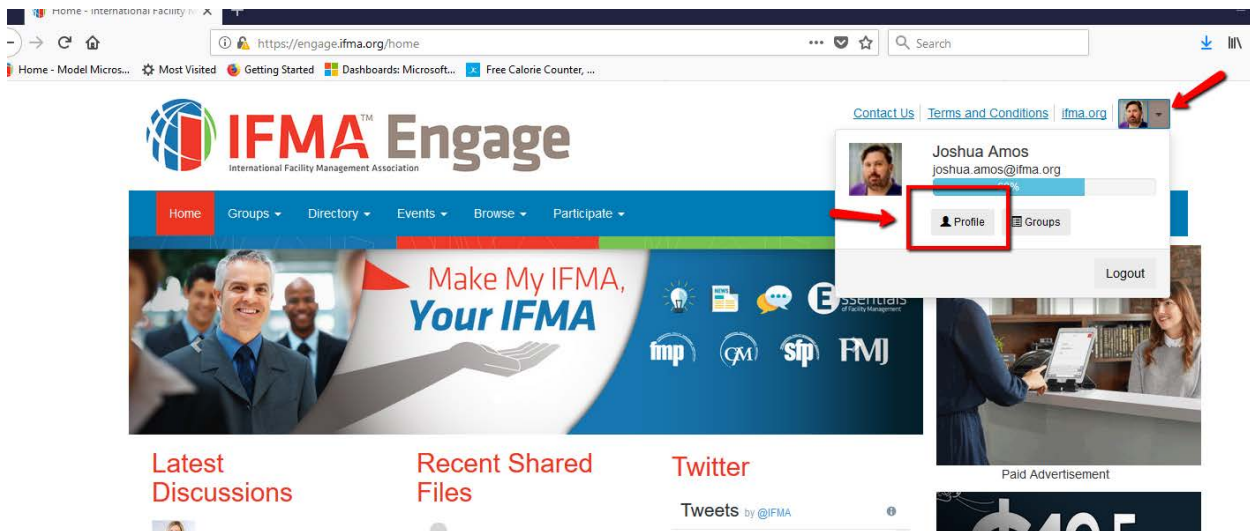 Home - International Facility M
https://engage.ifma.org/home
Search
Home - Model Micros...
Most Visited
Getting Started
Dashboards: Microsoft...
Free Calorie Counter, ...
IFMA™ Engage
International Facility Management Association
Contact Us
Terms and Conditions
ifma.org
Joshua Amos
joshua.amos@ifma.org
Profile
Groups
Logout
Home
Groups
Directory
Events
Browse
Participate
Make My IFMA,
Your IFMA
NEWS
Essentials
of Facility Management
fmp
sfp
FMJ
Latest
Discussions
Recent Shared
Files
Twitter
Tweets by @IFMA
Paid Advertisement